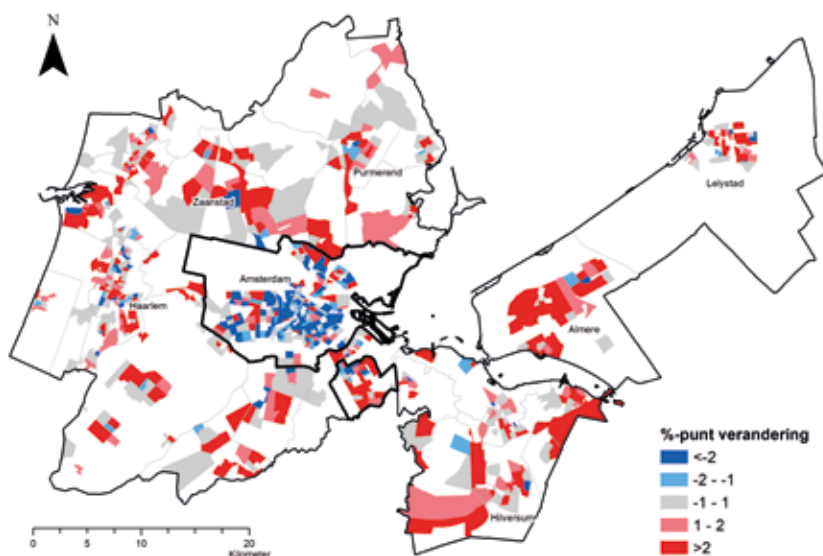 N
Purmerend
Lelystad
Zaanstad
Amsterdam
Haarlem
Almere
Hilversum
%-punt verandering
<-2
-2 - -1
-1 - 1
1 - 2
>2
0 5 10 20
Kilometer